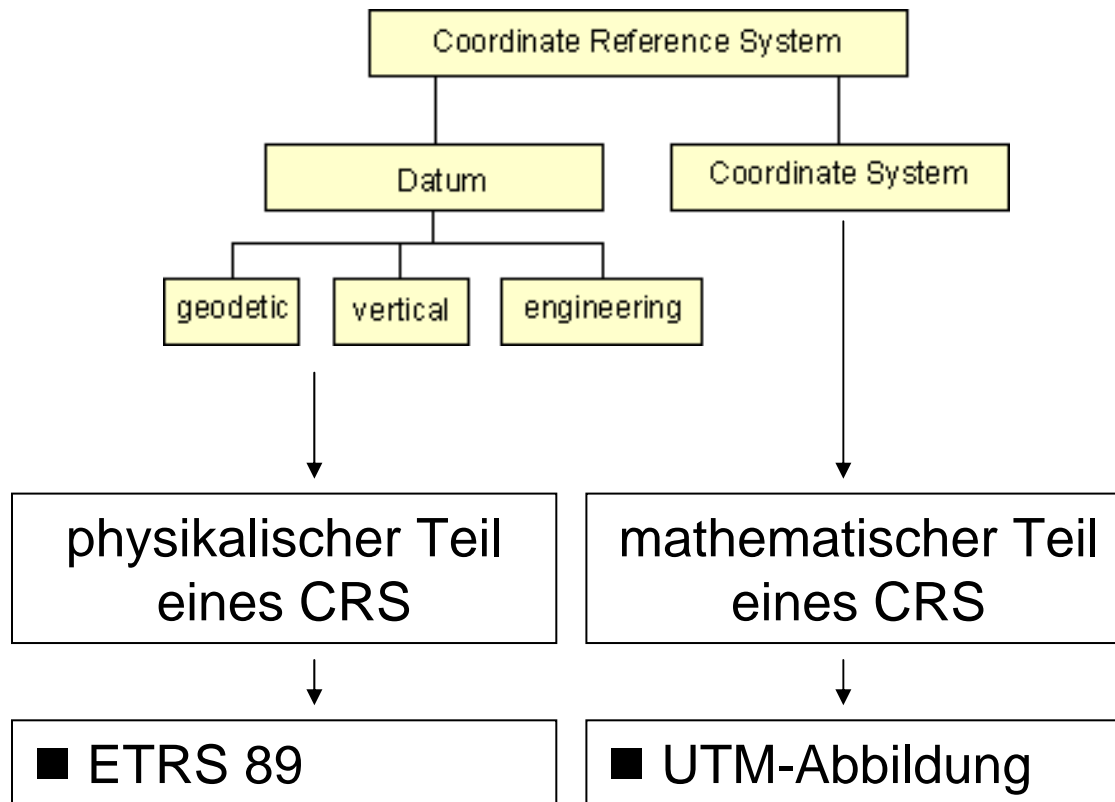 Coordinate Reference System
Datum
Coordinate System
geodetic
vertical
engineering
physikalischer Teil
eines CRS
mathematischer Teil
eines CRS
■ ETRS 89
■ UTM-Abbildung